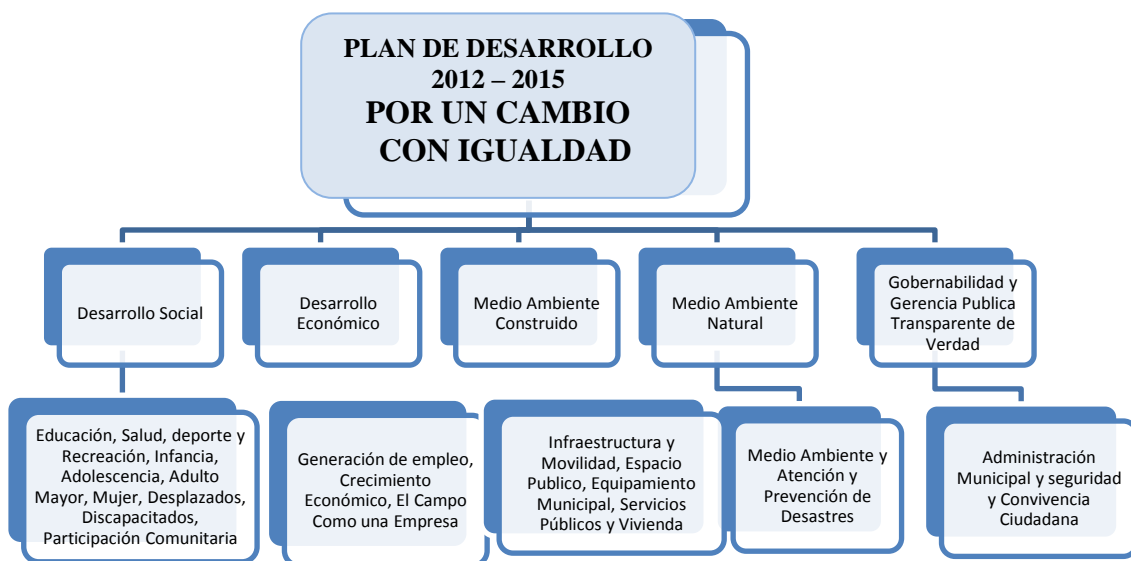 PLAN DE DESARROLLO
2012 – 2015
POR UN CAMBIO
CON IGUALDAD
Desarrollo Social
Desarrollo
Económico
Medio Ambiente
Construido
Medio Ambiente
Natural
Gobernabilidad y
Gerencia Publica
Transparente de
Verdad
Educación, Salud, deporte y
Recreación, Infancia,
Adolescencia, Adulto
Mayor, Mujer, Desplazados,
Discapacitados,
Participación Comunitaria
Generación de empleo,
Crecimiento
Económico, El Campo
Como una Empresa
Infraestructura y
Movilidad, Espacio
Publico, Equipamiento
Municipal, Servicios
Públicos y Vivienda
Medio Ambiente y
Atención y
Prevención de
Desastres
Administración
Municipal y seguridad
y Convivencia
Ciudadana